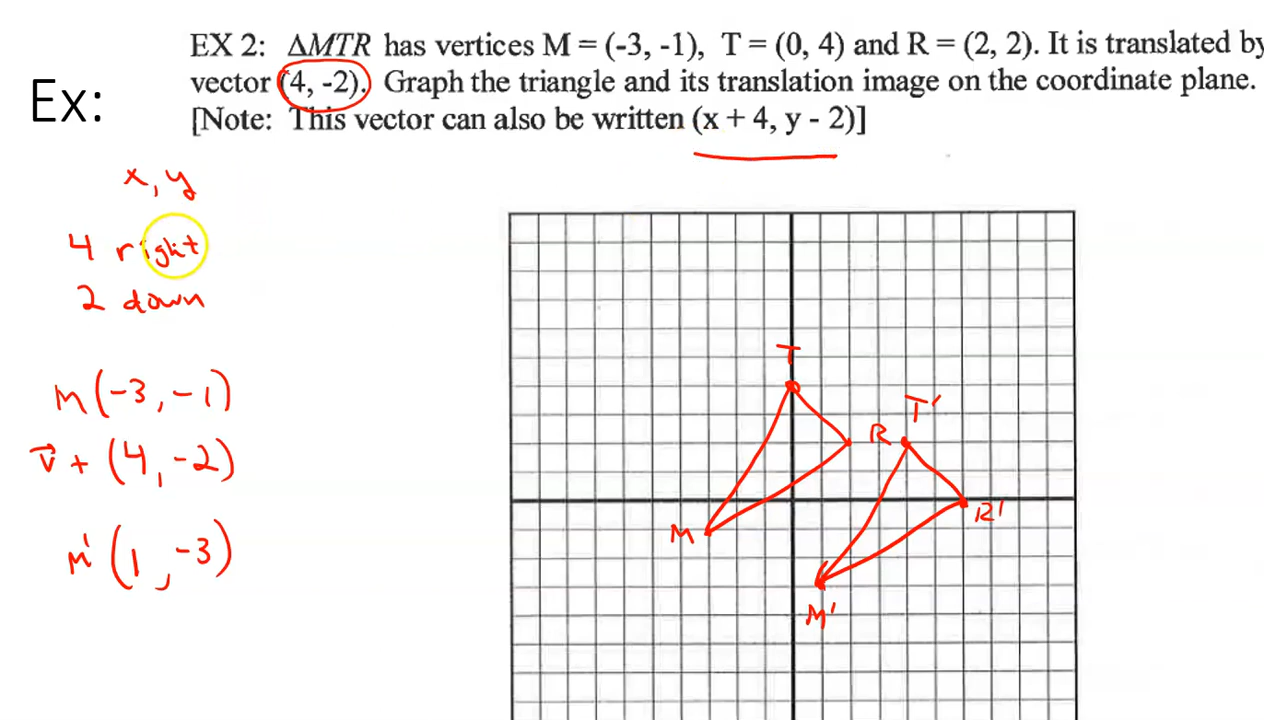 EX 2: ΔMTR has vertices M = (-3, -1), T = (0, 4) and R = (2, 2). It is translated by
vector (4, -2). Graph the triangle and its translation image on the coordinate plane.
Ex:
[Note: This vector can also be written (x + 4, y - 2)]
x, y
4 right
2 down
M(-3, -1)
v⃗ + (4, -2)
M' (1, -3)
T
T'
R
M
R'
M'